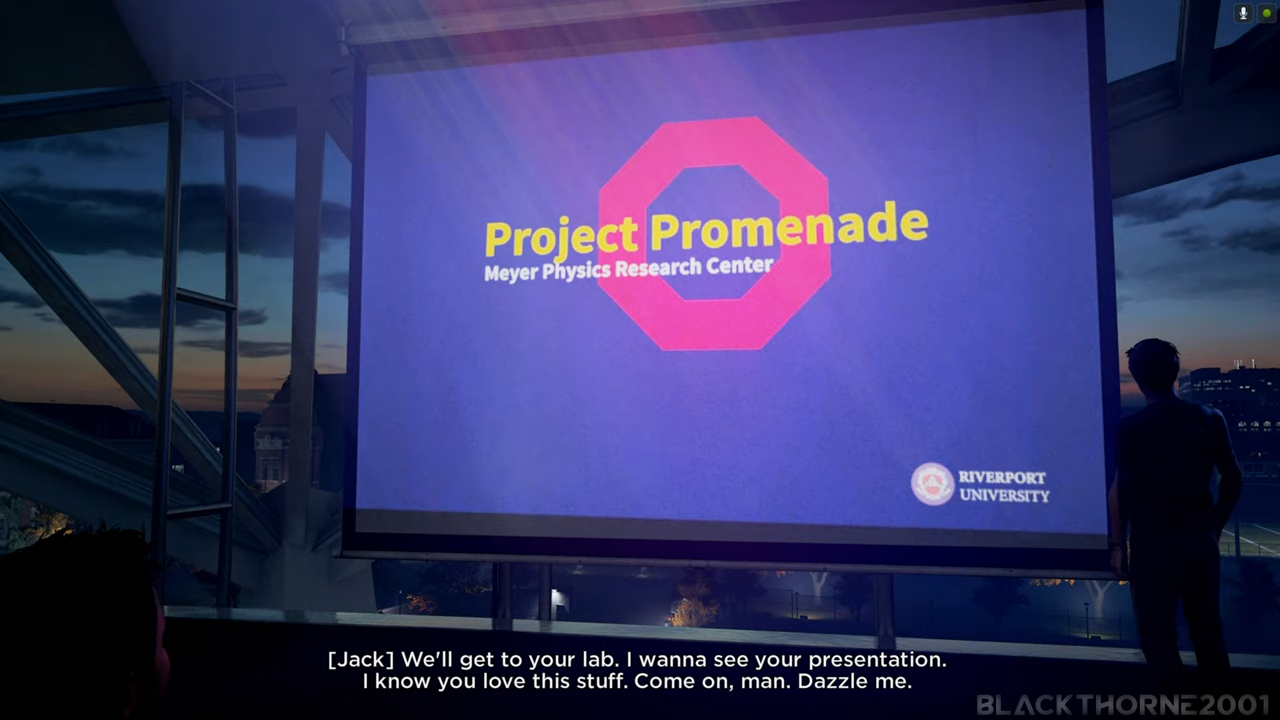 Project Promenade
Meyer Physics Research Center
RIVERPORT
UNIVERSITY
[Jack] We'll get to your lab. I wanna see your presentation.
I know you love this stuff. Come on, man. Dazzle me.
BLACKTHORNE2001